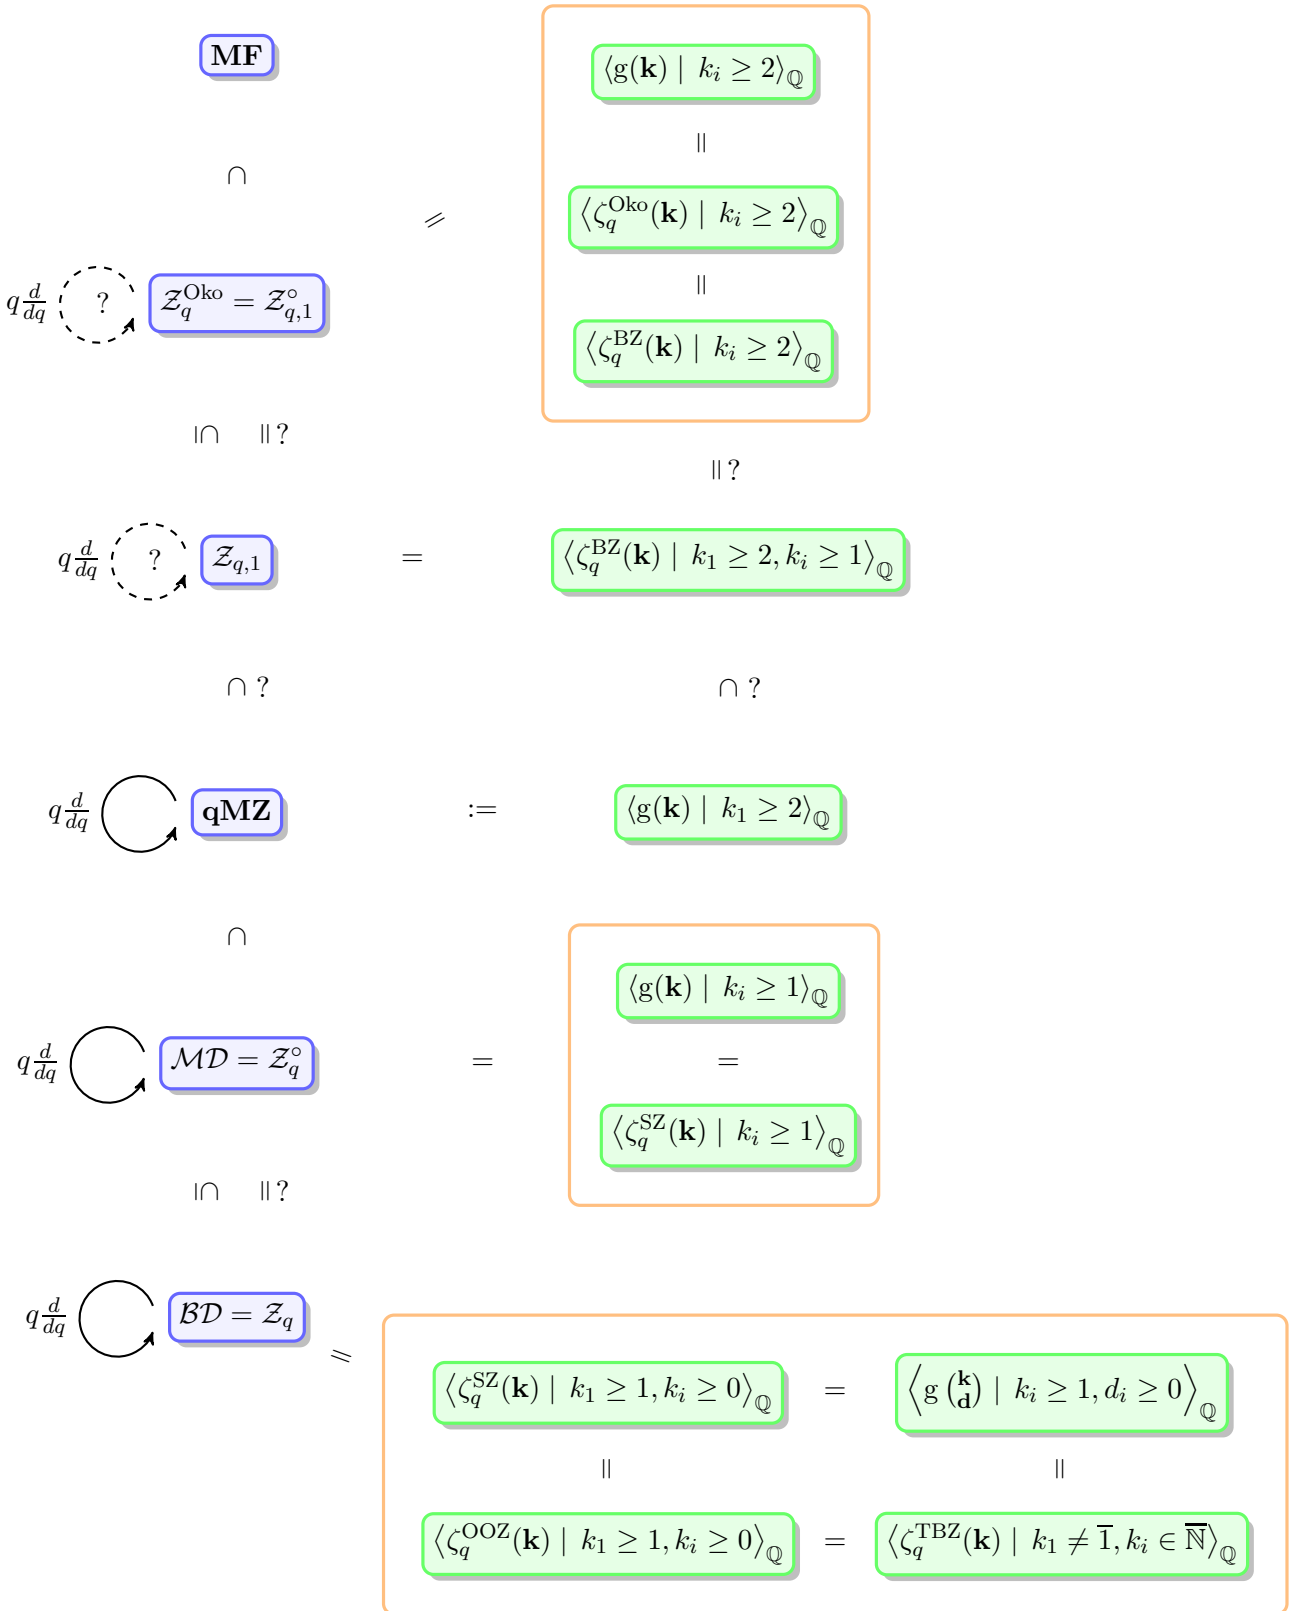 MF
⟨g(k) | k_i ≥ 2⟩_ℚ
∩
=
=
⟨ζ_q^Oko(k) | k_i ≥ 2⟩_ℚ
q d/dq ? 𝒵_q^Oko = 𝒵_{q,1}^∘
=
⟨ζ_q^BZ(k) | k_i ≥ 2⟩_ℚ
|∩ =?
=?
q d/dq ? 𝒵_{q,1} = ⟨ζ_q^BZ(k) | k_1 ≥ 2, k_i ≥ 1⟩_ℚ
∩ ? ∩ ?
q d/dq qMZ := ⟨g(k) | k_1 ≥ 2⟩_ℚ
∩
⟨g(k) | k_i ≥ 1⟩_ℚ
q d/dq ℳ𝒟 = 𝒵_q^∘ = =
⟨ζ_q^SZ(k) | k_i ≥ 1⟩_ℚ
|∩ =?
q d/dq ℬ𝒟 = 𝒵_q =
⟨ζ_q^SZ(k) | k_1 ≥ 1, k_i ≥ 0⟩_ℚ = ⟨g (k d) | k_i ≥ 1, d_i ≥ 0⟩_ℚ
= =
⟨ζ_q^OOZ(k) | k_1 ≥ 1, k_i ≥ 0⟩_ℚ = ⟨ζ_q^TBZ(k) | k_1 ≠ 1̅, k_i ∈ ℕ̅⟩_ℚ